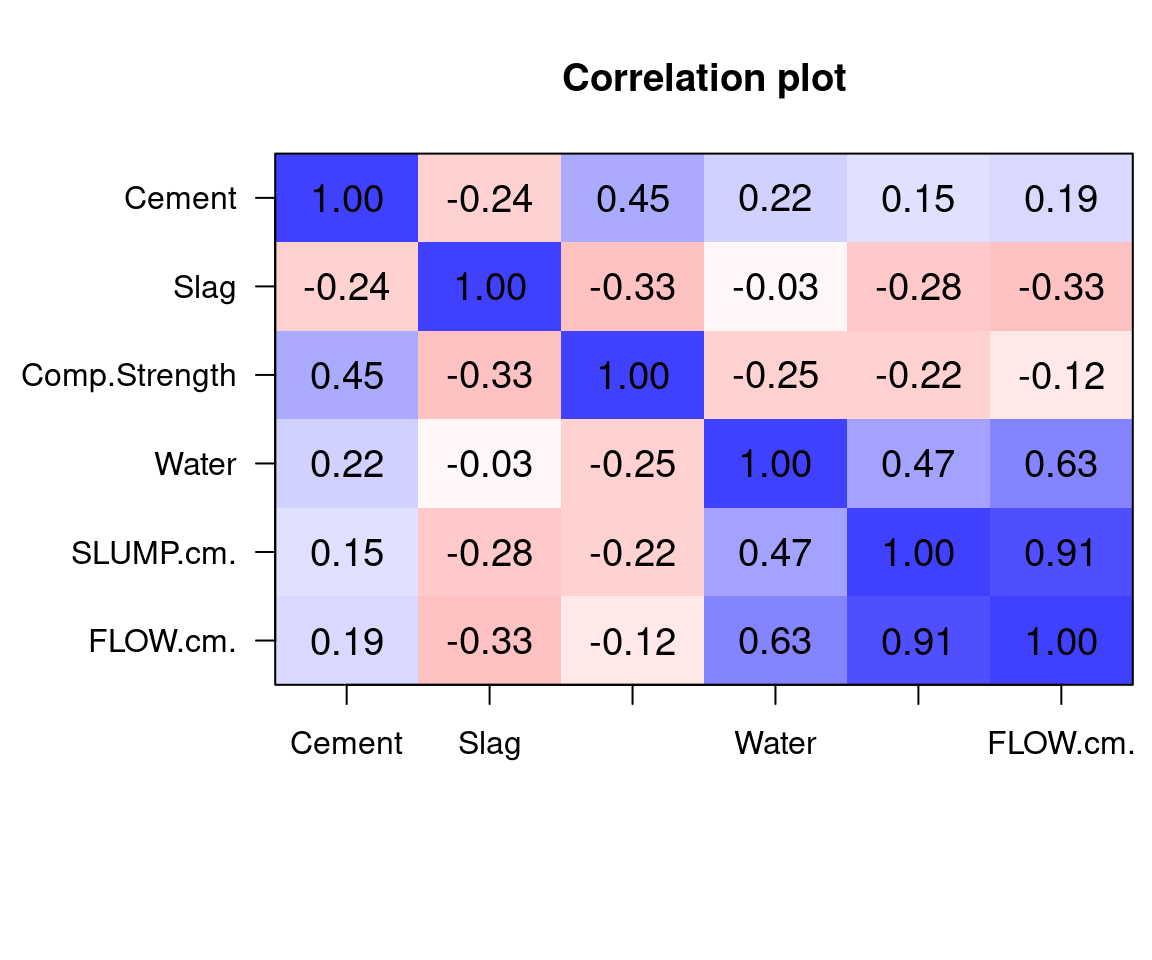 Correlation plot
Cement 1.00 -0.24 0.45 0.22 0.15 0.19
Slag -0.24 1.00 -0.33 -0.03 -0.28 -0.33
Comp.Strength 0.45 -0.33 1.00 -0.25 -0.22 -0.12
Water 0.22 -0.03 -0.25 1.00 0.47 0.63
SLUMP.cm. 0.15 -0.28 -0.22 0.47 1.00 0.91
FLOW.cm. 0.19 -0.33 -0.12 0.63 0.91 1.00
Cement Slag Water FLOW.cm.